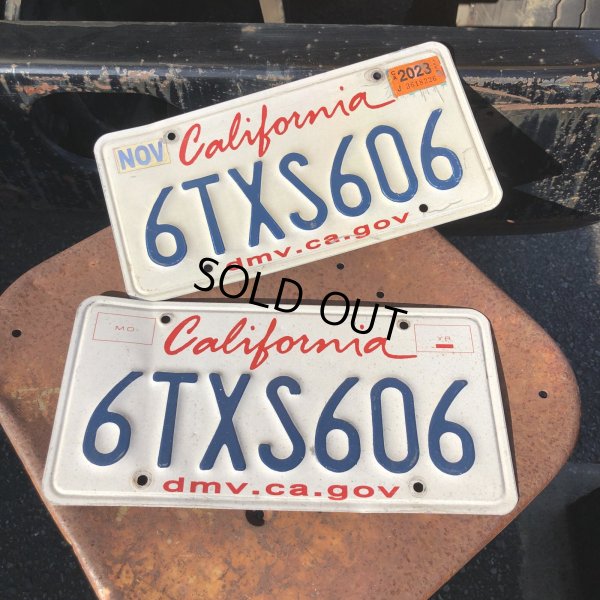 NOV California 2023
6TXS606
dmv.ca.gov
SOLD OUT
MO. California YR.
6TXS606
dmv.ca.gov